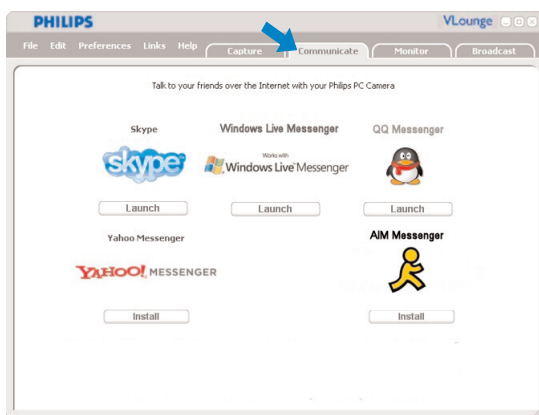 PHILIPS VLounge
File Edit Preferences Links Help Capture Communicate Monitor Broadcast
Talk to your friends over the Internet with your Philips PC Camera
Skype Windows Live Messenger QQ Messenger
skype Works with Windows Live Messenger
Launch Launch Launch
Yahoo Messenger AIM Messenger
YAHOO! MESSENGER
Install Install